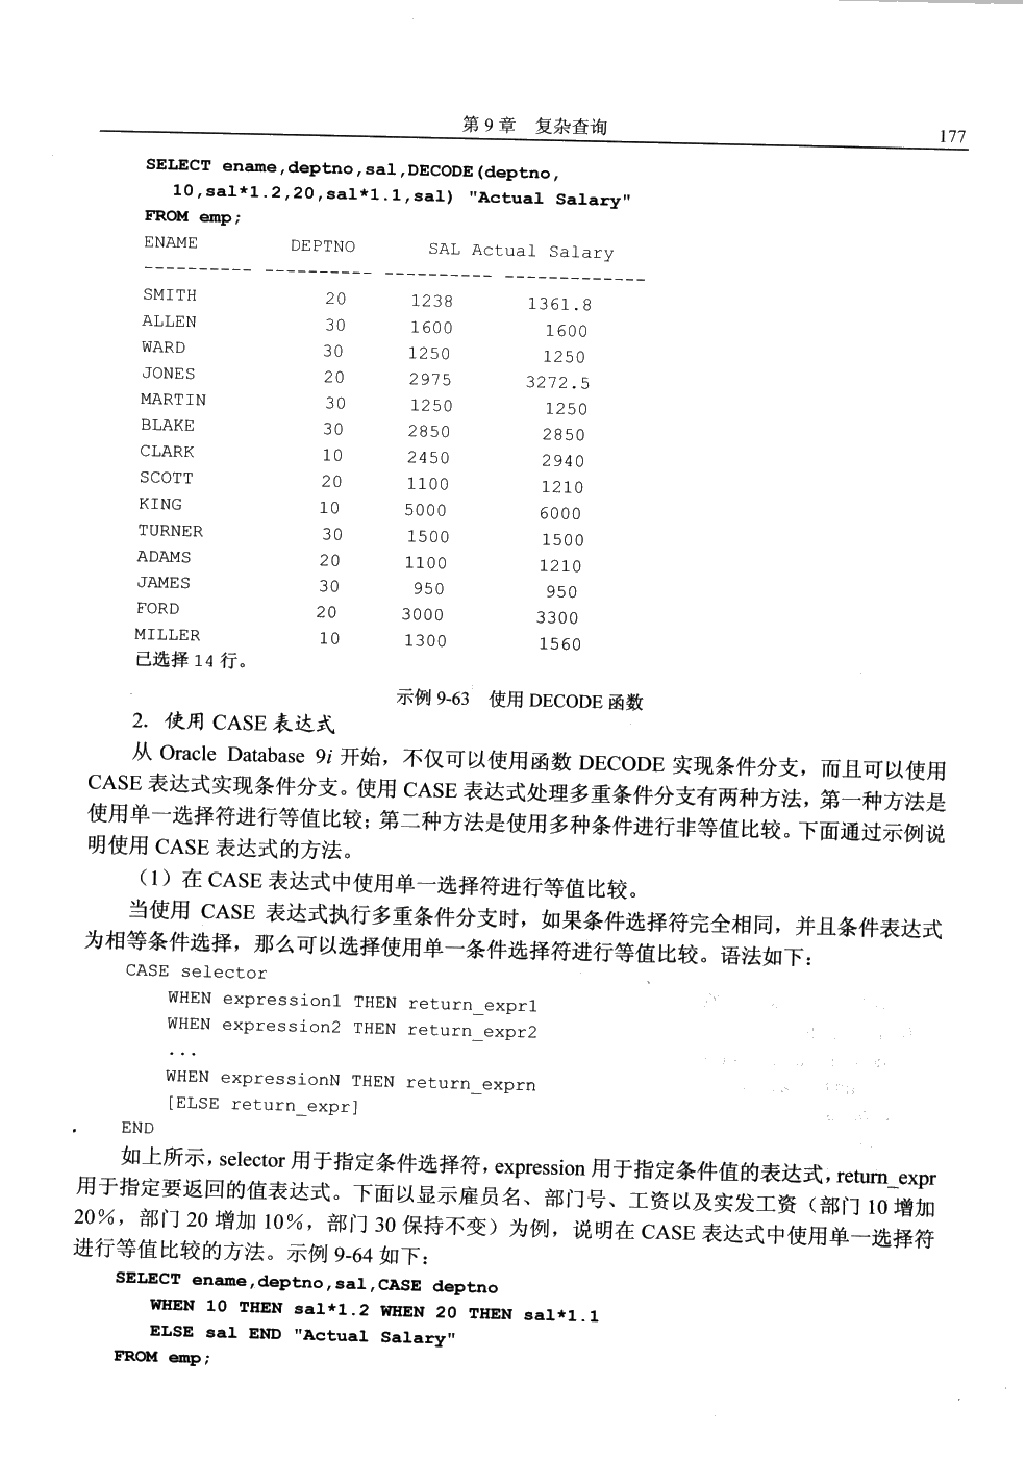 第9章 复杂查询
177
SELECT ename,deptno,sal,DECODE(deptno,
10,sal*1.2,20,sal*1.1,sal) "Actual Salary"
FROM emp;
ENAME DEPTNO SAL Actual Salary
---------- ---------- ---------- -------------
SMITH 20 1238 1361.8
ALLEN 30 1600 1600
WARD 30 1250 1250
JONES 20 2975 3272.5
MARTIN 30 1250 1250
BLAKE 30 2850 2850
CLARK 10 2450 2940
SCOTT 20 1100 1210
KING 10 5000 6000
TURNER 30 1500 1500
ADAMS 20 1100 1210
JAMES 30 950 950
FORD 20 3000 3300
MILLER 10 1300 1560
已选择 14 行。
示例 9-63 使用 DECODE 函数
2. 使用 CASE 表达式
从 Oracle Database 9i 开始，不仅可以使用函数 DECODE 实现条件分支，而且可以使用
CASE 表达式实现条件分支。使用 CASE 表达式处理多重条件分支有两种方法，第一种方法是
使用单一选择符进行等值比较；第二种方法是使用多种条件进行非等值比较。下面通过示例说
明使用 CASE 表达式的方法。
（1）在 CASE 表达式中使用单一选择符进行等值比较。
当使用 CASE 表达式执行多重条件分支时，如果条件选择符完全相同，并且条件表达式
为相等条件选择，那么可以选择使用单一条件选择符进行等值比较。语法如下：
CASE selector
WHEN expression1 THEN return_expr1
WHEN expression2 THEN return_expr2
...
WHEN expressionN THEN return_exprn
[ELSE return_expr]
END
如上所示，selector 用于指定条件选择符，expression 用于指定条件值的表达式，return_expr
用于指定要返回的值表达式。下面以显示雇员名、部门号、工资以及实发工资（部门 10 增加
20%，部门 20 增加 10%，部门 30 保持不变）为例，说明在 CASE 表达式中使用单一选择符
进行等值比较的方法。示例 9-64 如下：
SELECT ename,deptno,sal,CASE deptno
WHEN 10 THEN sal*1.2 WHEN 20 THEN sal*1.1
ELSE sal END "Actual Salary"
FROM emp;